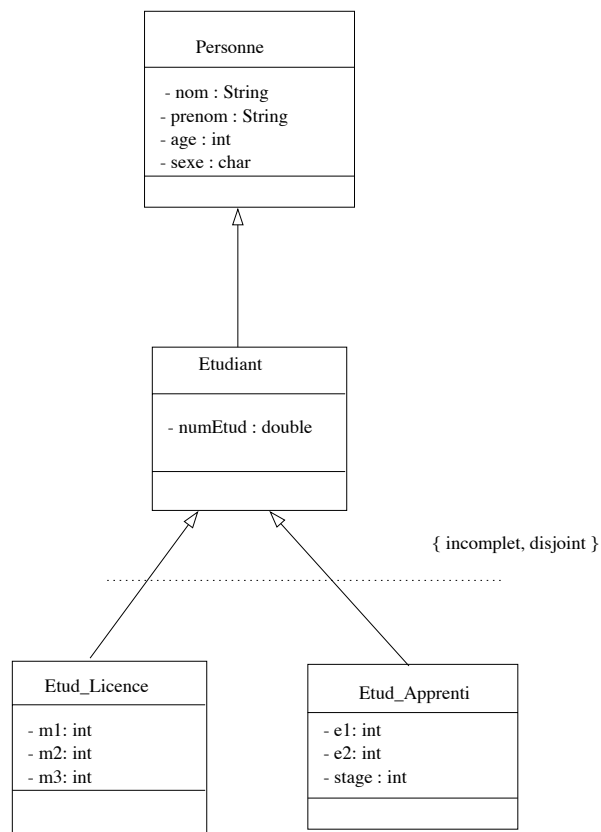 Personne
- nom : String
- prenom : String
- age : int
- sexe : char
Etudiant
- numEtud : double
{ incomplet, disjoint }
Etud_Licence
- m1: int
- m2: int
- m3: int
Etud_Apprenti
- e1: int
- e2: int
- stage : int